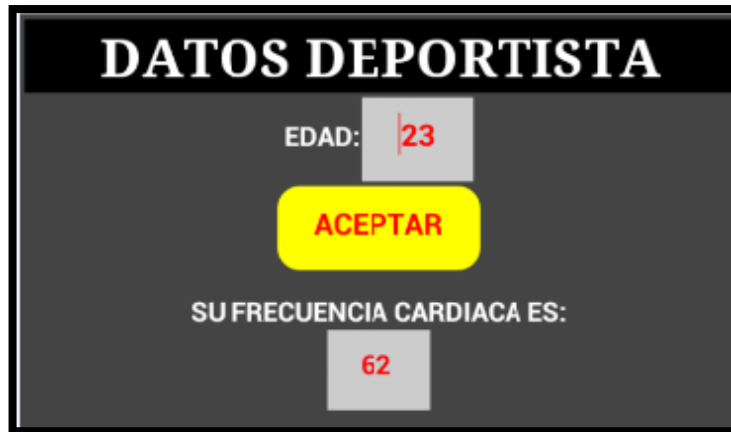 DATOS DEPORTISTA
EDAD: 23
ACEPTAR
SU FRECUENCIA CARDIACA ES:
62